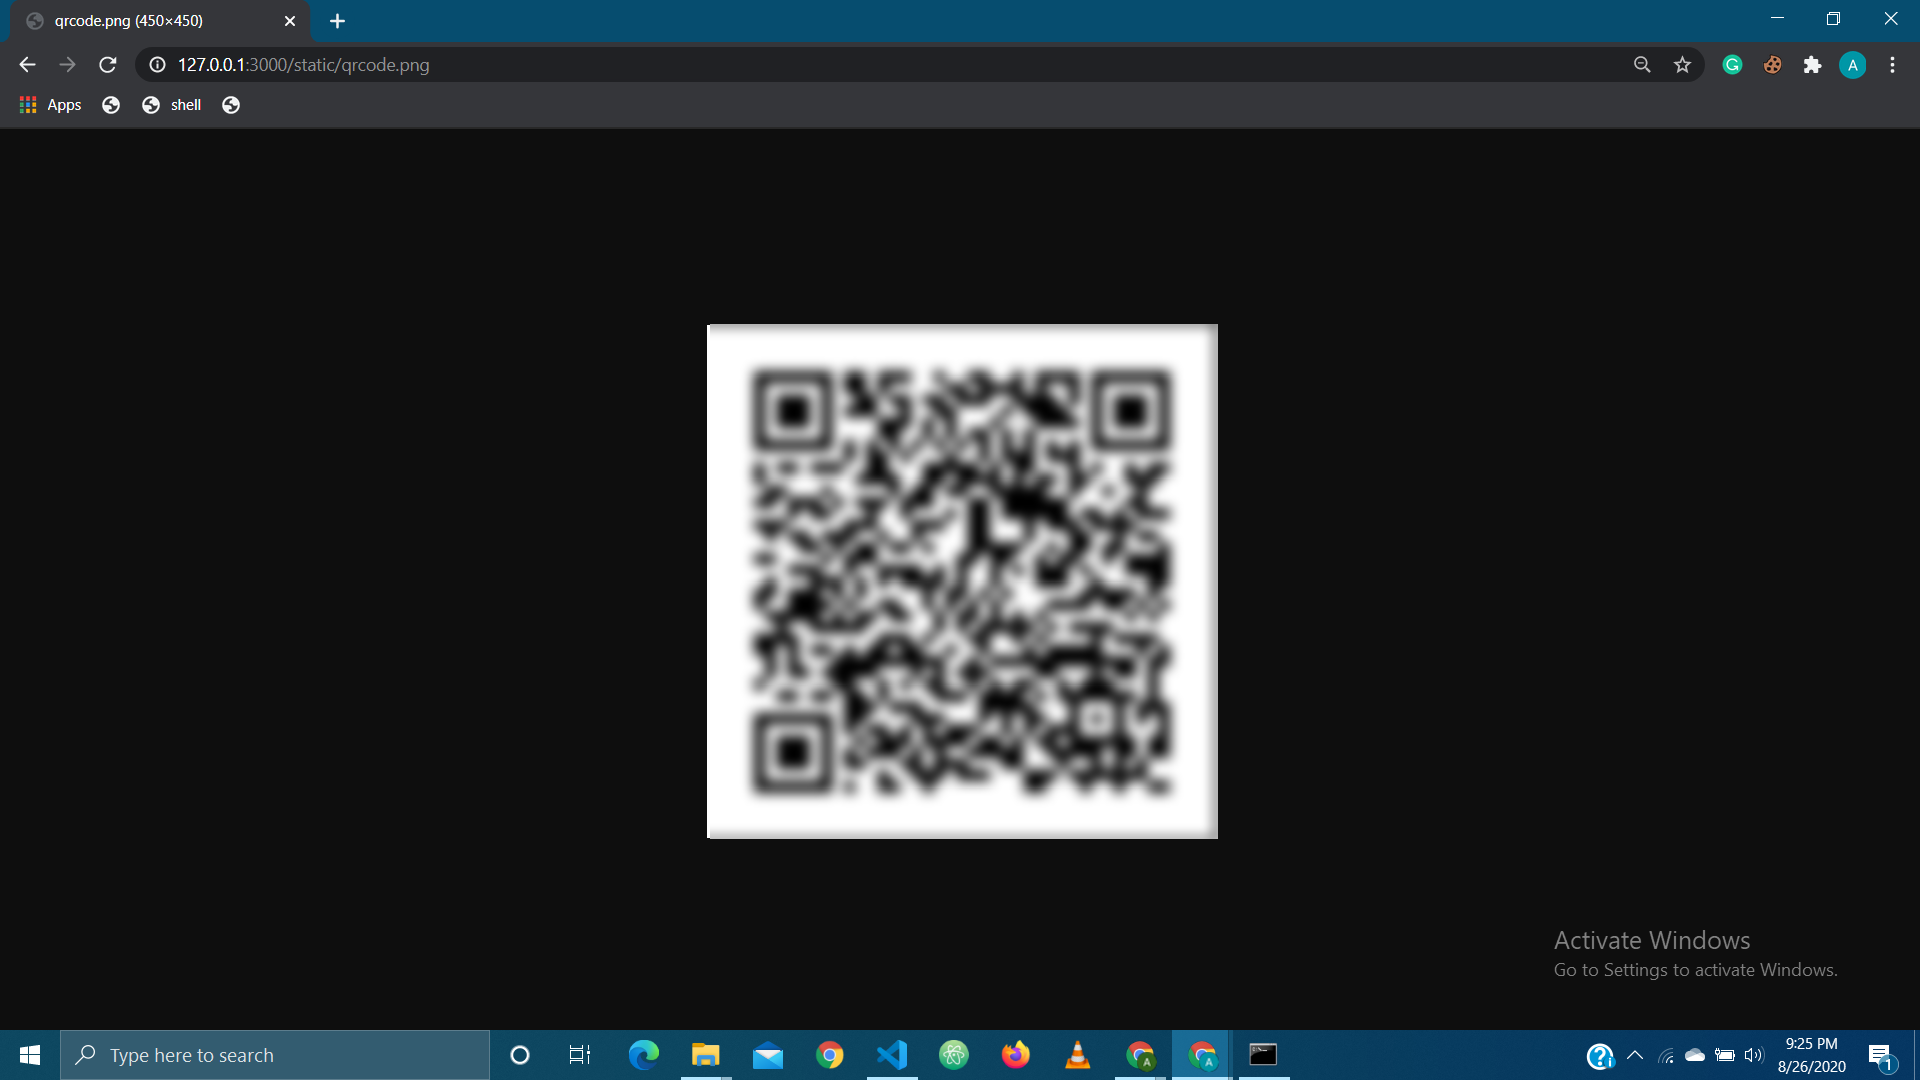 qrcode.png (450×450)
127.0.0.1:3000/static/qrcode.png
A
Apps
shell
Activate Windows
Go to Settings to activate Windows.
Type here to search
A
A
9:25 PM
8/26/2020
1